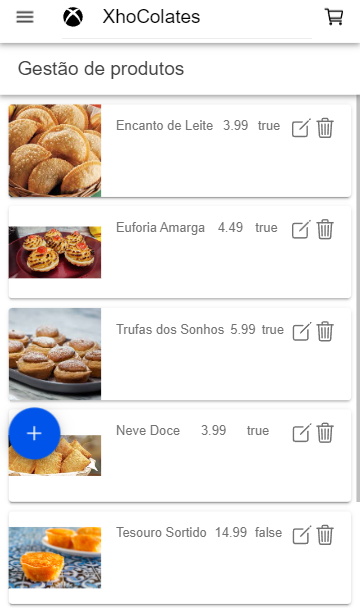 XhoColates
Gestão de produtos
Encanto de Leite 3.99 true
Euforia Amarga 4.49 true
Trufas dos Sonhos 5.99 true
Neve Doce 3.99 true
Tesouro Sortido 14.99 false